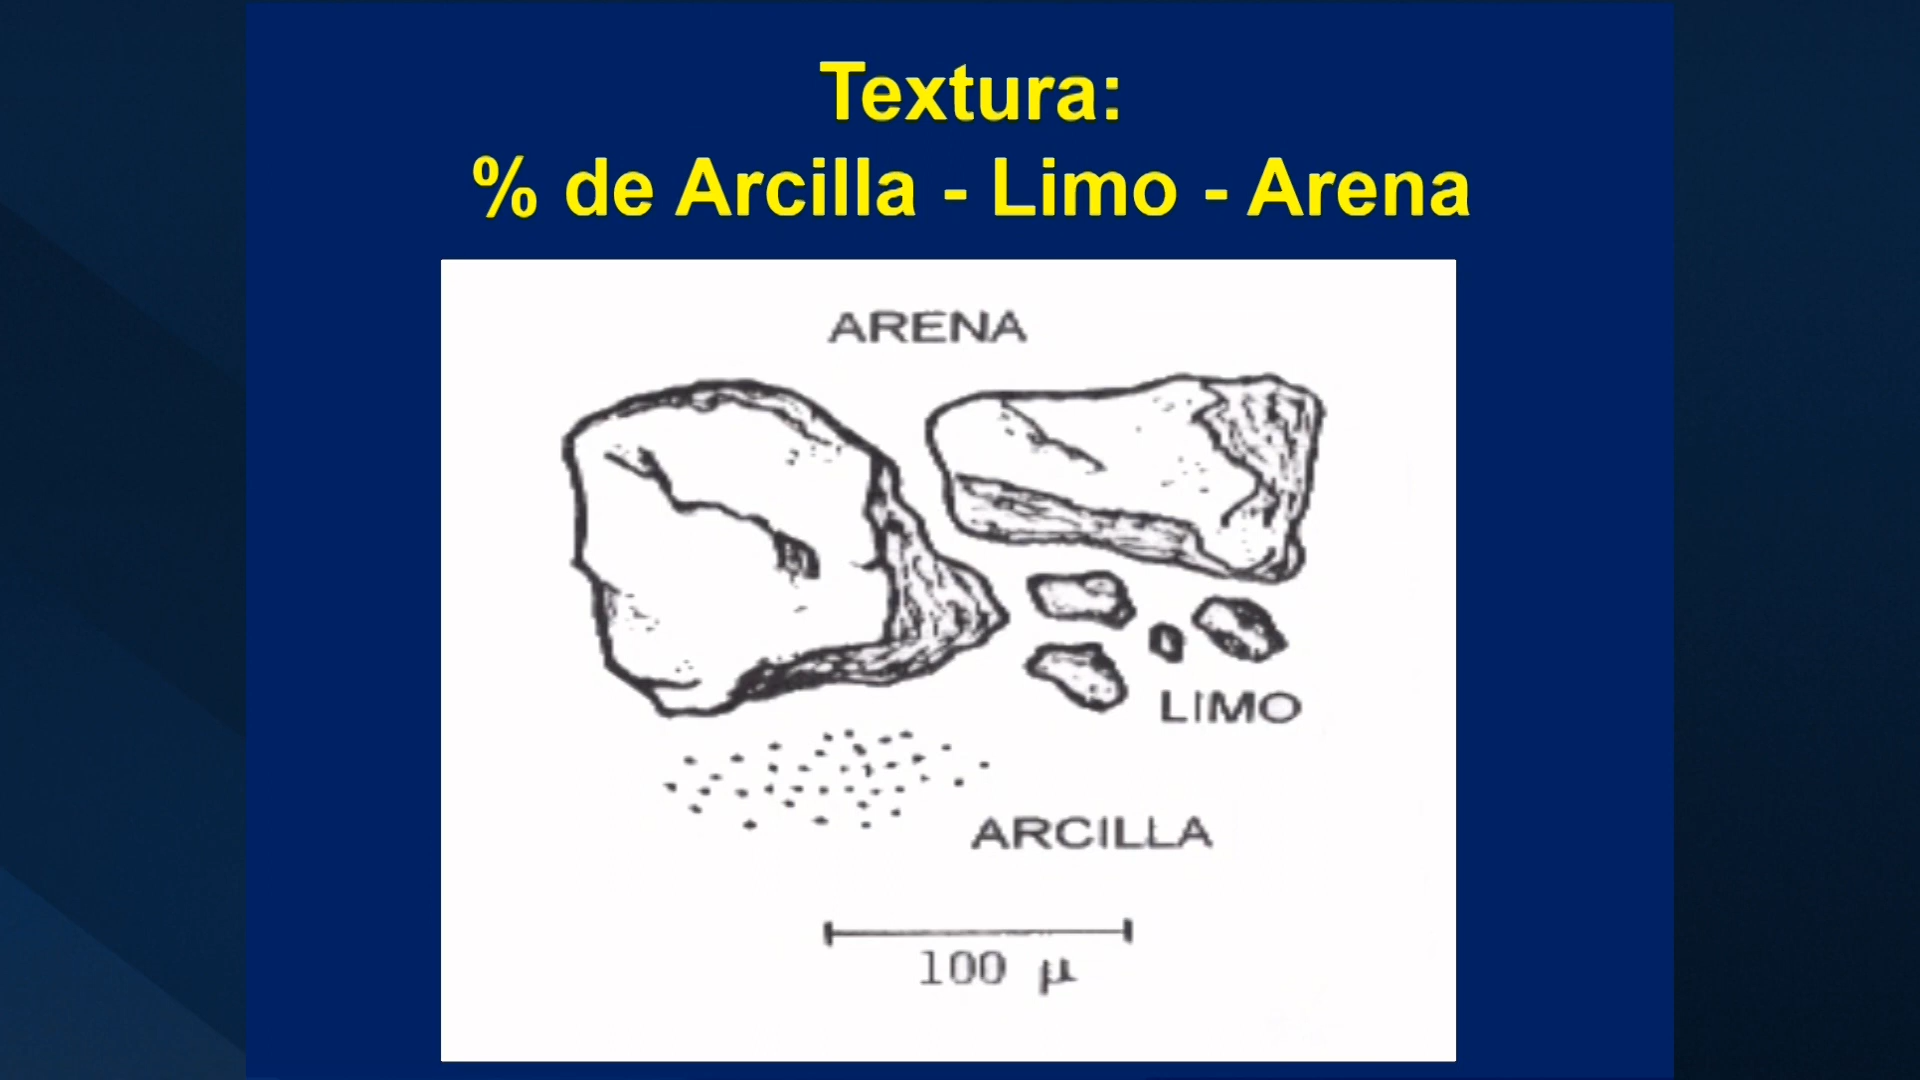 Textura:
% de Arcilla - Limo - Arena
ARENA
LIMO
ARCILLA
100 μ